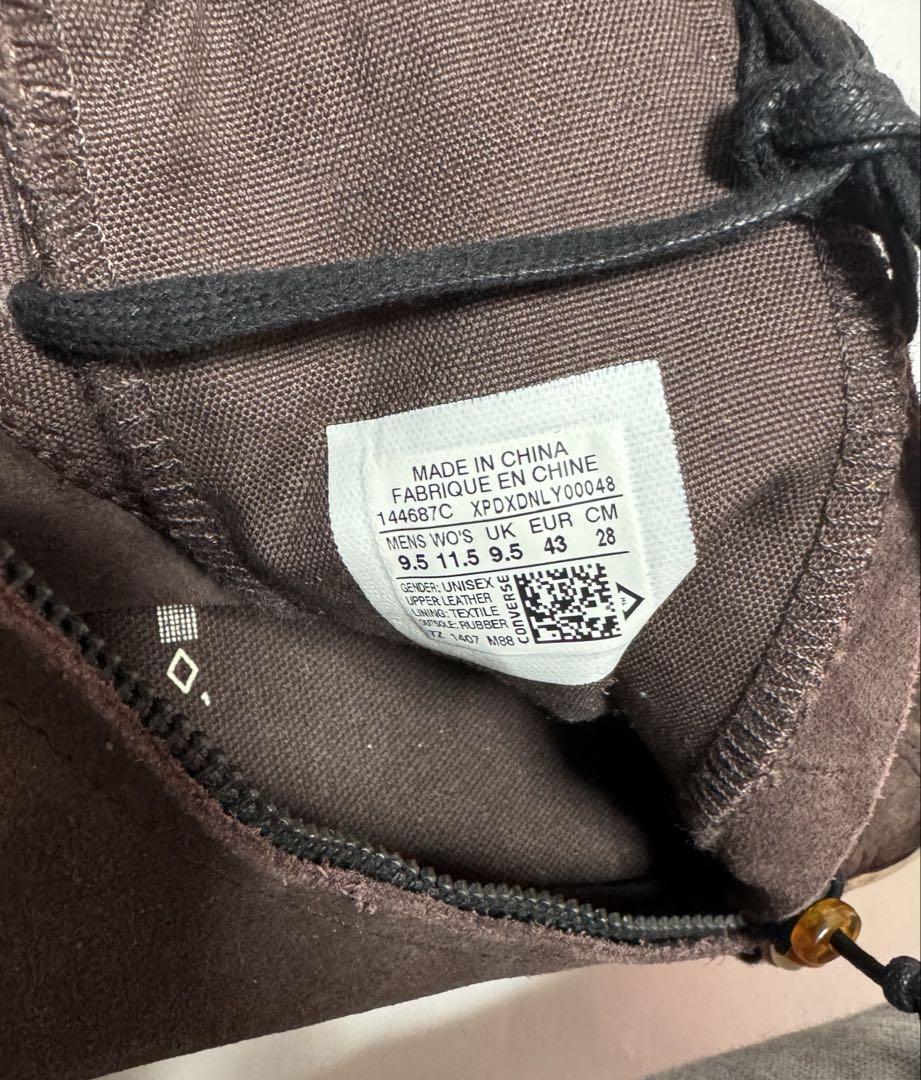 MADE IN CHINA
FABRIQUE EN CHINE
144687C XPDXDNLY00048
MENS WO'S UK EUR CM
9.5 11.5 9.5 43 28
GENDER: UNISEX
UPPER: LEATHER
LINING: TEXTILE
OUTSOLE: RUBBER
TZ 1407 M88
CONVERSE